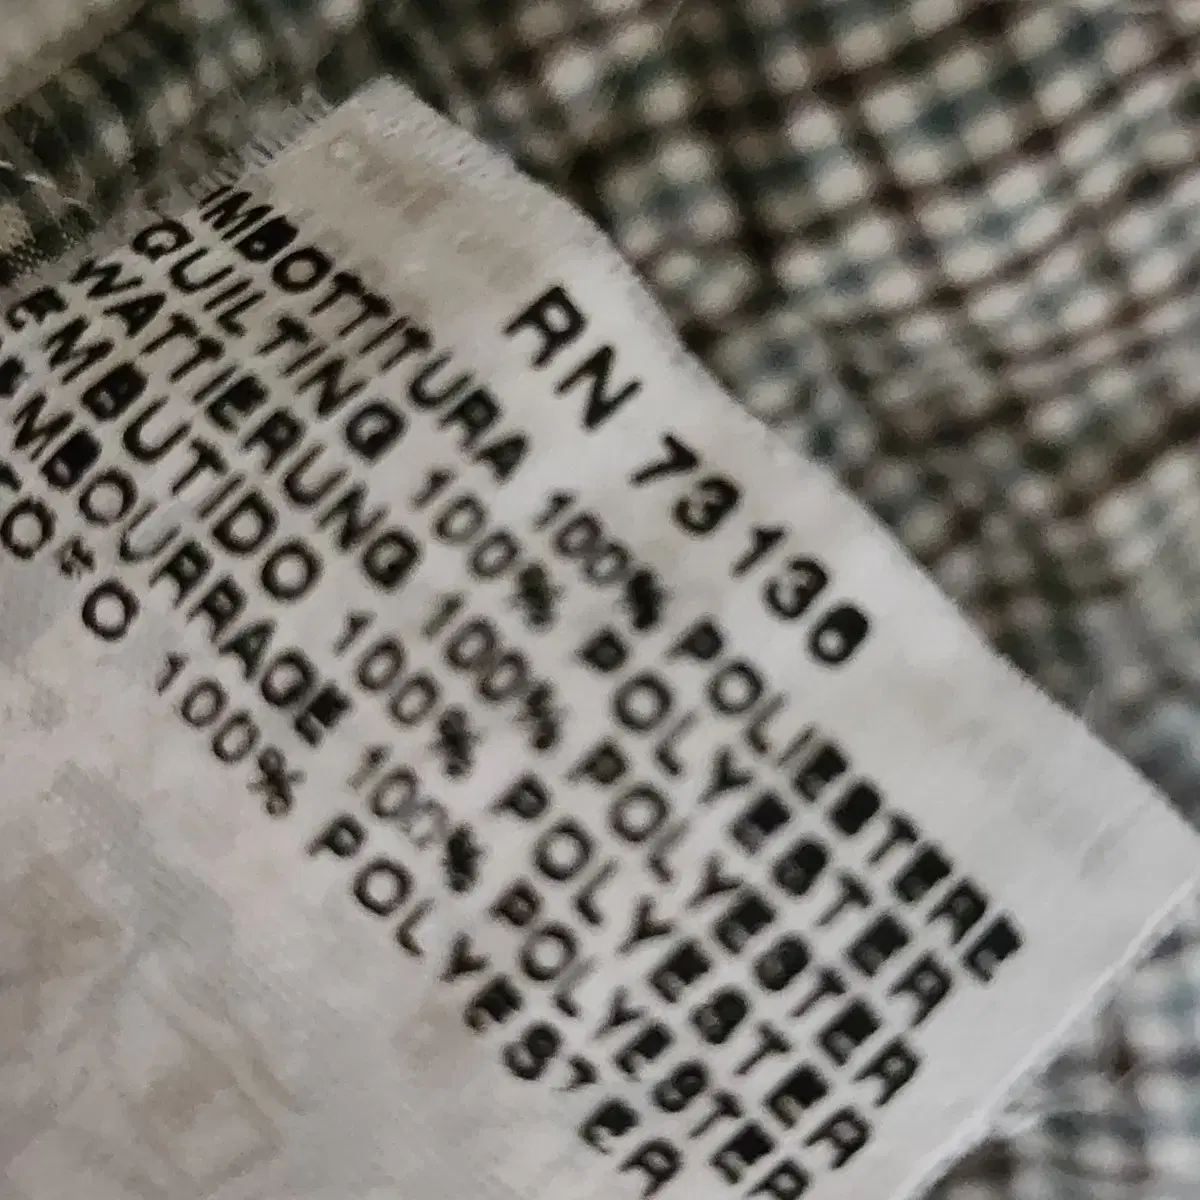 RN 73136
IMBOTTITURA 100% POLIESTERE
QUILTING 100% POLYESTER
WATTIERUNG 100% POLYESTER
EMBUTIDO 100% POLYESTER
REMBOURRAGE 100% POLYESTER
100% POLYESTER